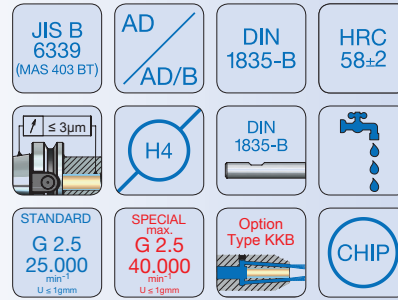 JIS B
6339
(MAS 403 BT)
AD
AD/B
DIN
1835-B
HRC
58±2
≤ 3µm
H4
DIN
1835-B
STANDARD
G 2.5
25.000
min⁻¹
U ≤ 1gmm
SPECIAL
max.
G 2.5
40.000
min⁻¹
U ≤ 1gmm
Option
Type KKB
CHIP